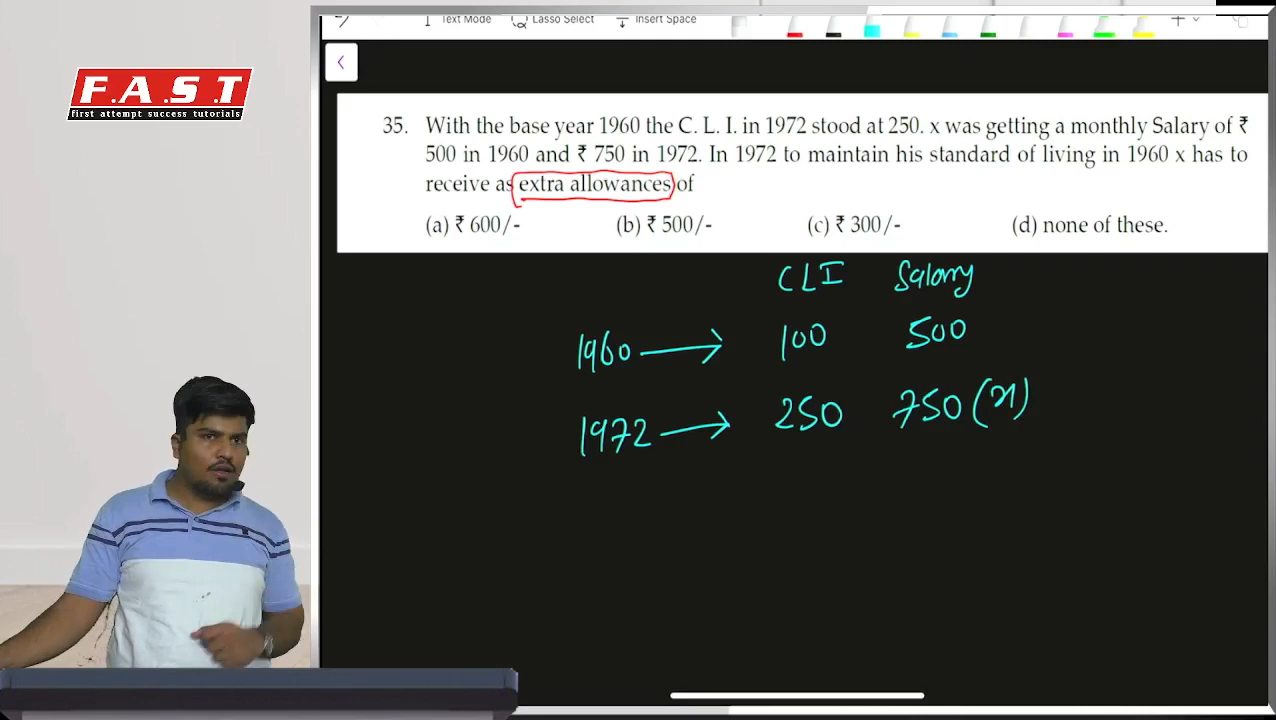 Text Mode Lasso Select Insert Space
F.A.S.T
first attempt success tutorials
35. With the base year 1960 the C. L. I. in 1972 stood at 250. x was getting a monthly Salary of ₹
500 in 1960 and ₹ 750 in 1972. In 1972 to maintain his standard of living in 1960 x has to
receive as extra allowances of
(a) ₹ 600/- (b) ₹ 500/- (c) ₹ 300/- (d) none of these.
CLI Salary
1960 → 100 500
1972 → 250 750 (x)